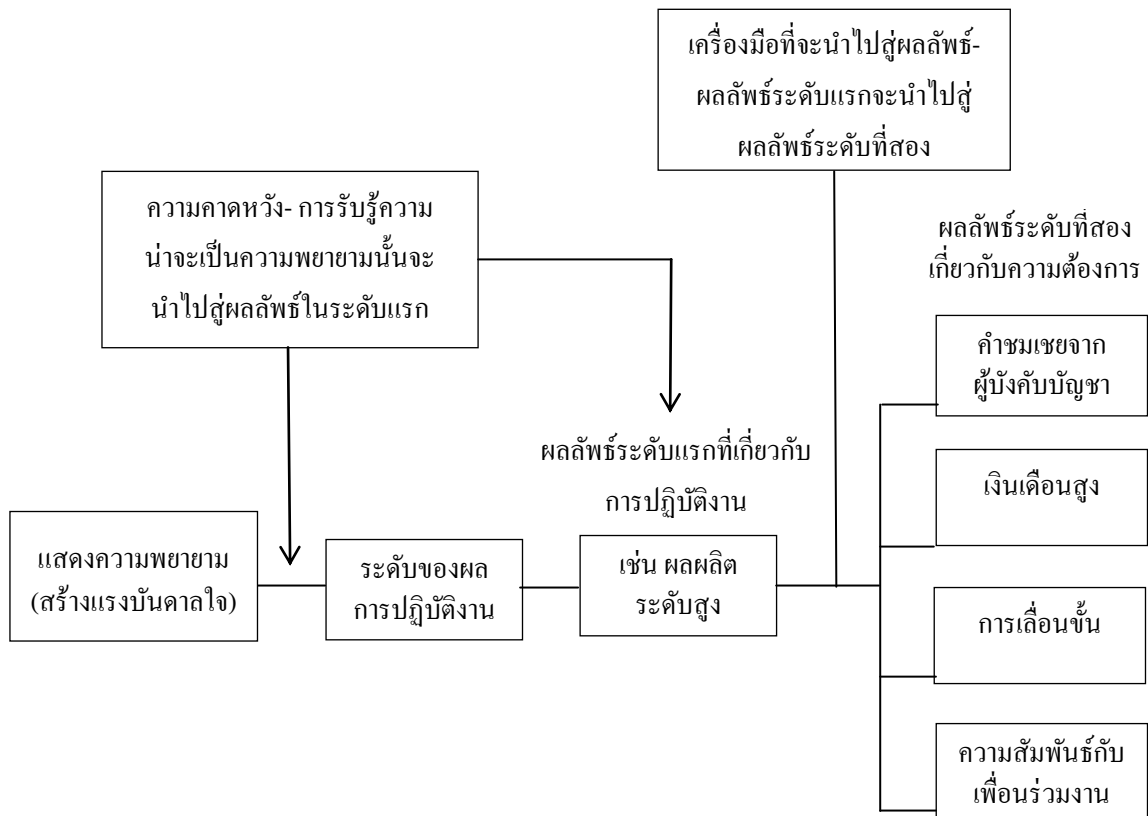 เครื่องมือที่จะนำไปสู่ผลลัพธ์-
ผลลัพธ์ระดับแรกจะนำไปสู่
ผลลัพธ์ระดับที่สอง
ความคาดหวัง- การรับรู้ความ
น่าจะเป็นความพยายามนั้นจะ
นำไปสู่ผลลัพธ์ในระดับแรก
ผลลัพธ์ระดับที่สอง
เกี่ยวกับความต้องการ
คำชมเชยจาก
ผู้บังคับบัญชา
ผลลัพธ์ระดับแรกที่เกี่ยวกับ
การปฏิบัติงาน
เงินเดือนสูง
แสดงความพยายาม
(สร้างแรงบันดาลใจ)
ระดับของผล
การปฏิบัติงาน
เช่น ผลผลิต
ระดับสูง
การเลื่อนขั้น
ความสัมพันธ์กับ
เพื่อนร่วมงาน